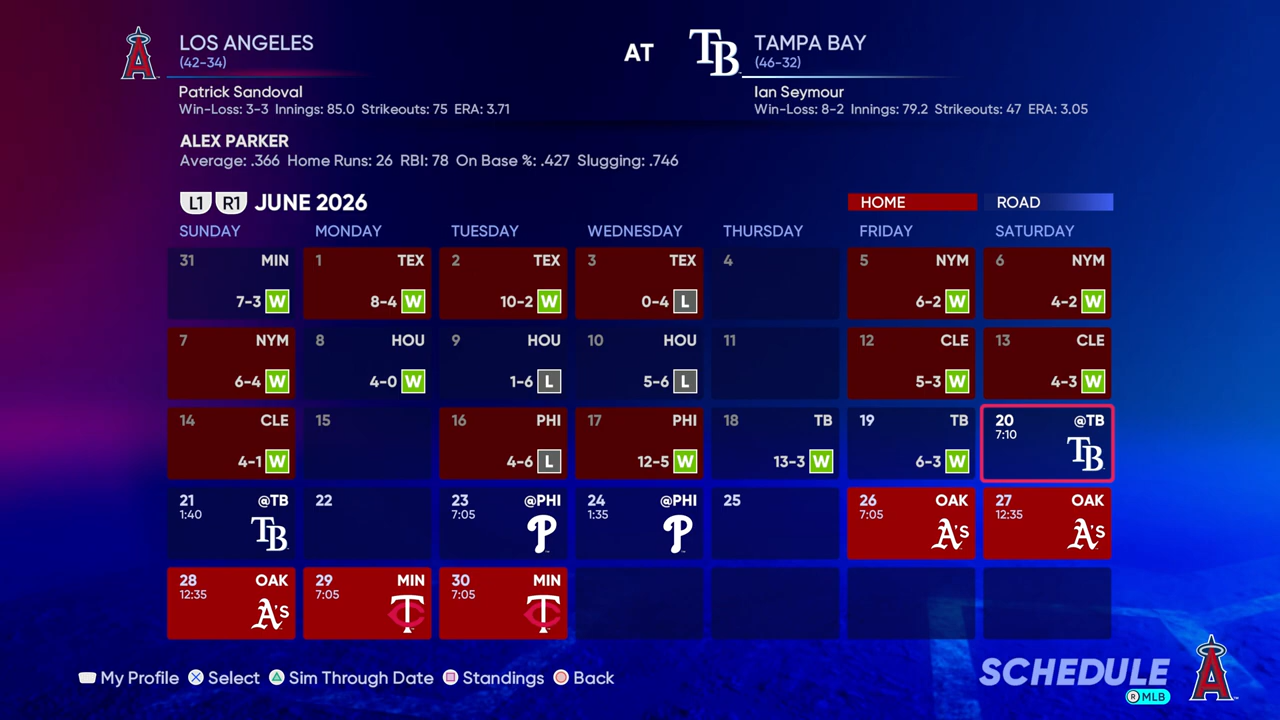 LOS ANGELES
(42-34)
AT
TB
TAMPA BAY
(46-32)
Patrick Sandoval
Win-Loss: 3-3 Innings: 85.0 Strikeouts: 75 ERA: 3.71
Ian Seymour
Win-Loss: 8-2 Innings: 79.2 Strikeouts: 47 ERA: 3.05
ALEX PARKER
Average: .366 Home Runs: 26 RBI: 78 On Base %: .427 Slugging: .746
L1 R1 JUNE 2026
HOME ROAD
SUNDAY MONDAY TUESDAY WEDNESDAY THURSDAY FRIDAY SATURDAY
31 MIN 1 TEX 2 TEX 3 TEX 4 5 NYM 6 NYM
7-3 W 8-4 W 10-2 W 0-4 L 6-2 W 4-2 W
7 NYM 8 HOU 9 HOU 10 HOU 11 12 CLE 13 CLE
6-4 W 4-0 W 1-6 L 5-6 L 5-3 W 4-3 W
14 CLE 15 16 PHI 17 PHI 18 TB 19 TB 20 @TB
7:10 TB
4-1 W 4-6 L 12-5 W 13-3 W 6-3 W
21 @TB 22 23 @PHI 24 @PHI 25 26 OAK 27 OAK
1:40 TB 7:05 P 1:35 P 7:05 A's 12:35 A's
28 OAK 29 MIN 30 MIN
12:35 A's 7:05 TC 7:05 TC
My Profile Select Sim Through Date Standings Back
SCHEDULE
R MLB
A